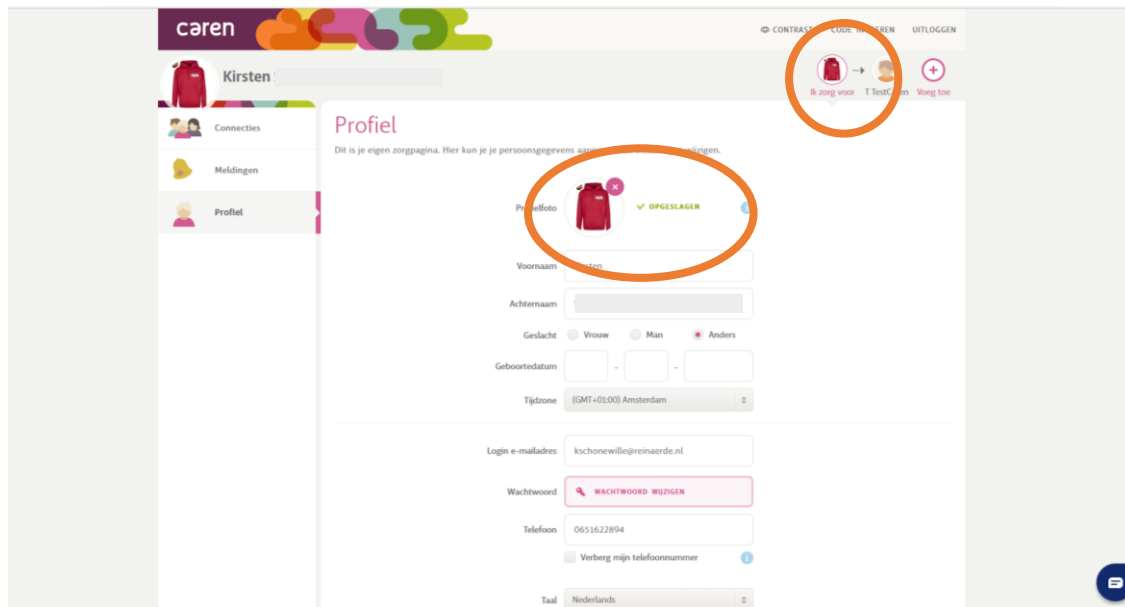 caren
CONTRAST CODE UITLOGGEN
Kirsten
Ik zorg voor T Voeg toe
Connecties
Meldingen
Profiel
Profiel
Dit is je eigen zorgpagina. Hier kun je je persoonsgegevens wijzigen.
OPGESLAGEN
Voornaam
Achternaam
Geslacht Vrouw Man Anders
Geboortedatum - -
Tijdzone (GMT+01:00) Amsterdam
Login e-mailadres kschonewille@reinaerde.nl
Wachtwoord WACHTWOORD WIJZIGEN
Telefoon 0651622894
Verberg mijn telefoonnummer
Taal Nederlands